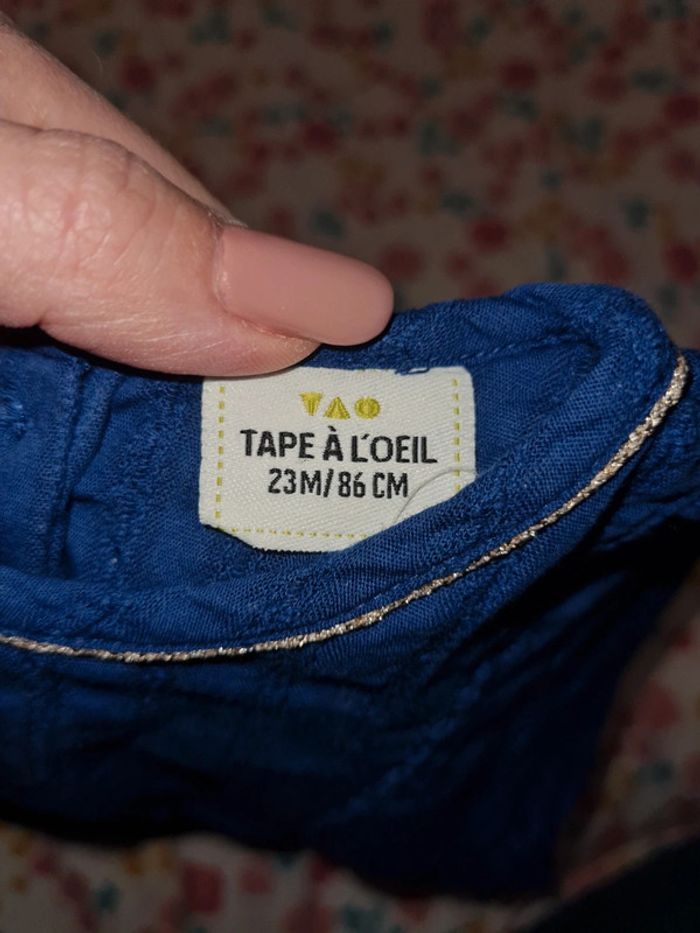 TAO
TAPE À L'OEIL
23M/86 CM